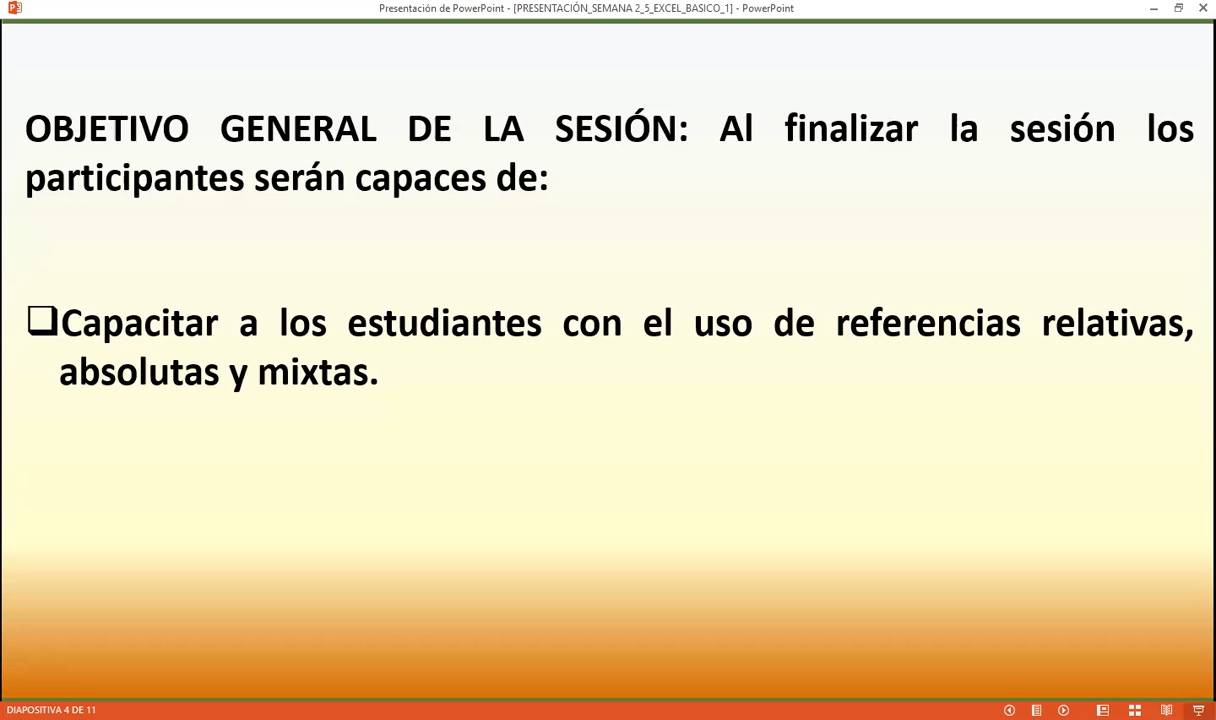 Presentación de PowerPoint - [PRESENTACIÓN_SEMANA 2_5_EXCEL_BASICO_1] - PowerPoint
OBJETIVO GENERAL DE LA SESIÓN: Al finalizar la sesión los
participantes serán capaces de:
❑Capacitar a los estudiantes con el uso de referencias relativas,
absolutas y mixtas.
DIAPOSITIVA 4 DE 11